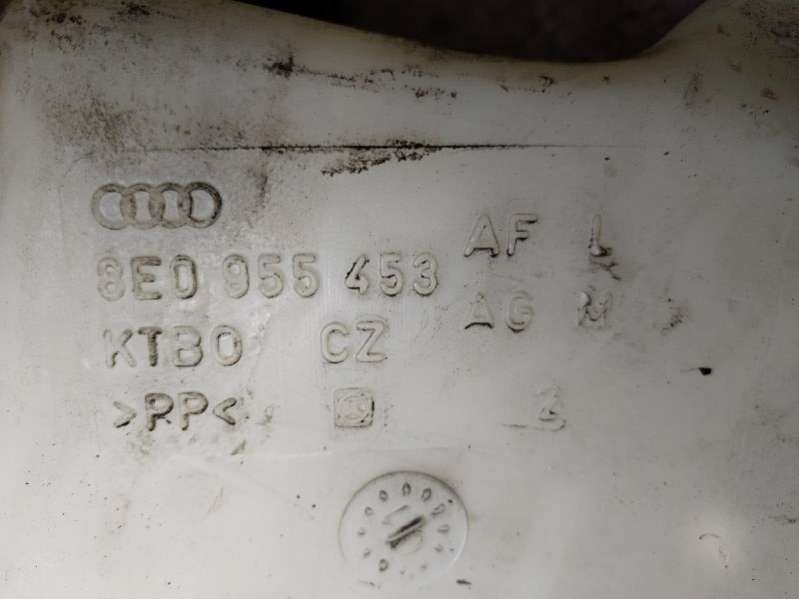 8E0 955 453 AF L
AG M
KTBO CZ
>PP<